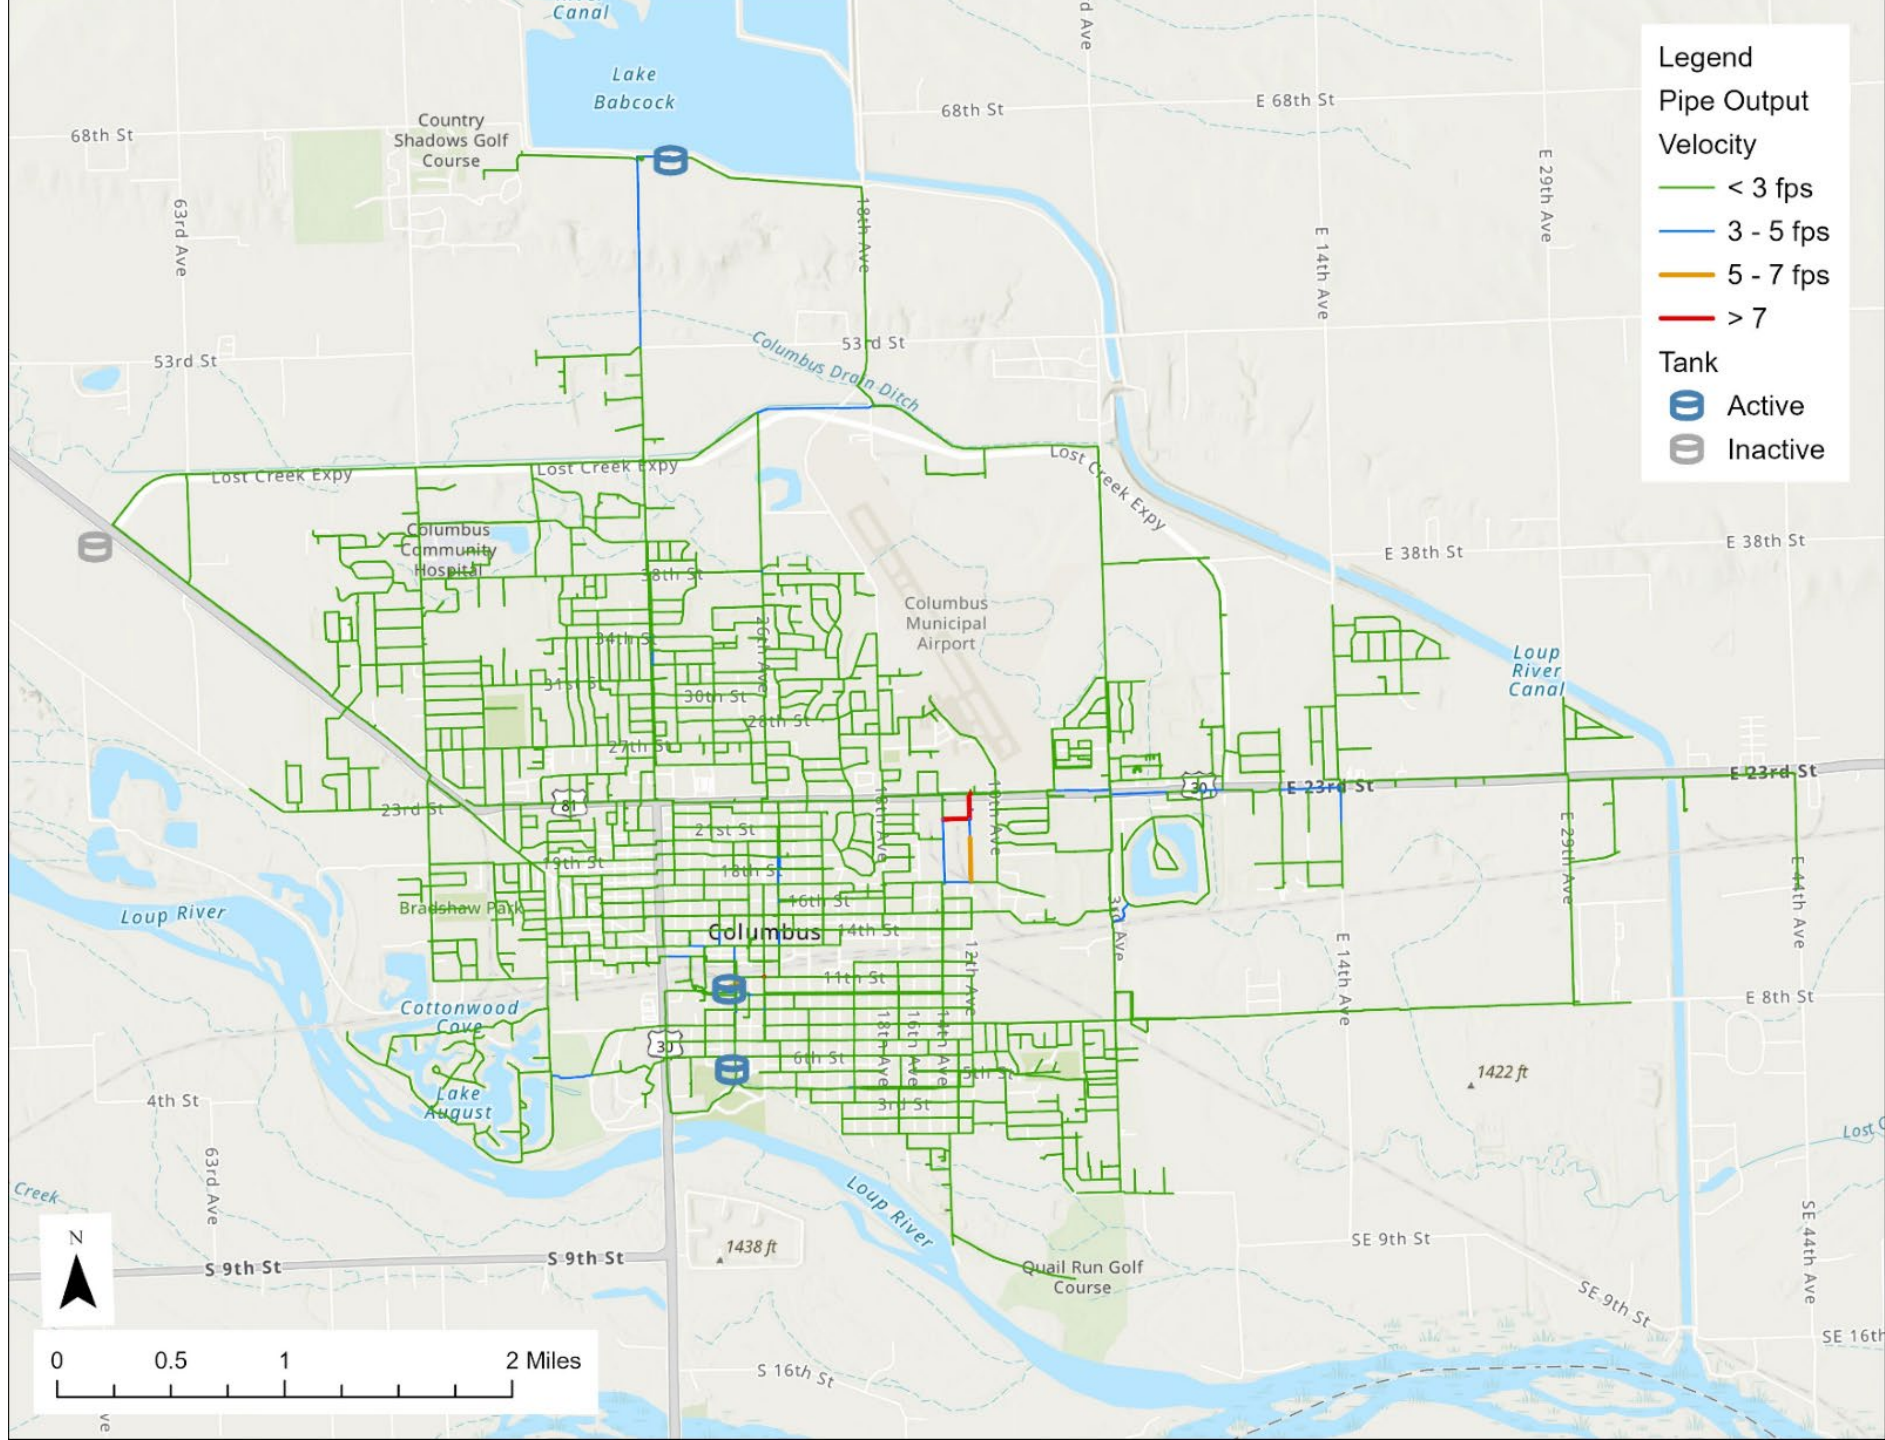 Canal
d Ave
Lake
Babcock
Country
Shadows Golf
Course
68th St
68th St
E 68th St
63rd Ave
18th Ave
E 14th Ave
E 29th Ave
Legend
Pipe Output
Velocity
< 3 fps
3 - 5 fps
5 - 7 fps
> 7
Tank
Active
Inactive
53rd St
53rd St
Columbus Drain Ditch
Lost Creek Expy
Lost Creek Expy
Lost Creek Expy
Columbus
Community
Hospital
38th St
E 38th St
E 38th St
Columbus
Municipal
Airport
34th St
26th Ave
31st St
30th St
28th St
27th St
Loup
River
Canal
23rd St
81
30
E 23rd St
E 23rd St
21st St
19th St
18th St
18th Ave
10th Ave
16th St
14th St
Bradshaw Park
Columbus
Loup River
3rd Ave
12th Ave
E 14th Ave
E 29th Ave
E 44th Ave
11th St
E 8th St
Cottonwood
Cove
30
18th Ave
16th Ave
14th Ave
6th St
5th St
3rd St
Lake
August
4th St
63rd Ave
1422 ft
Lost C
Creek
Loup River
N
S 9th St
S 9th St
1438 ft
Quail Run Golf
Course
SE 9th St
SE 9th St
SE 44th Ave
SE 16th
S 16th St
0 0.5 1 2 Miles
ve